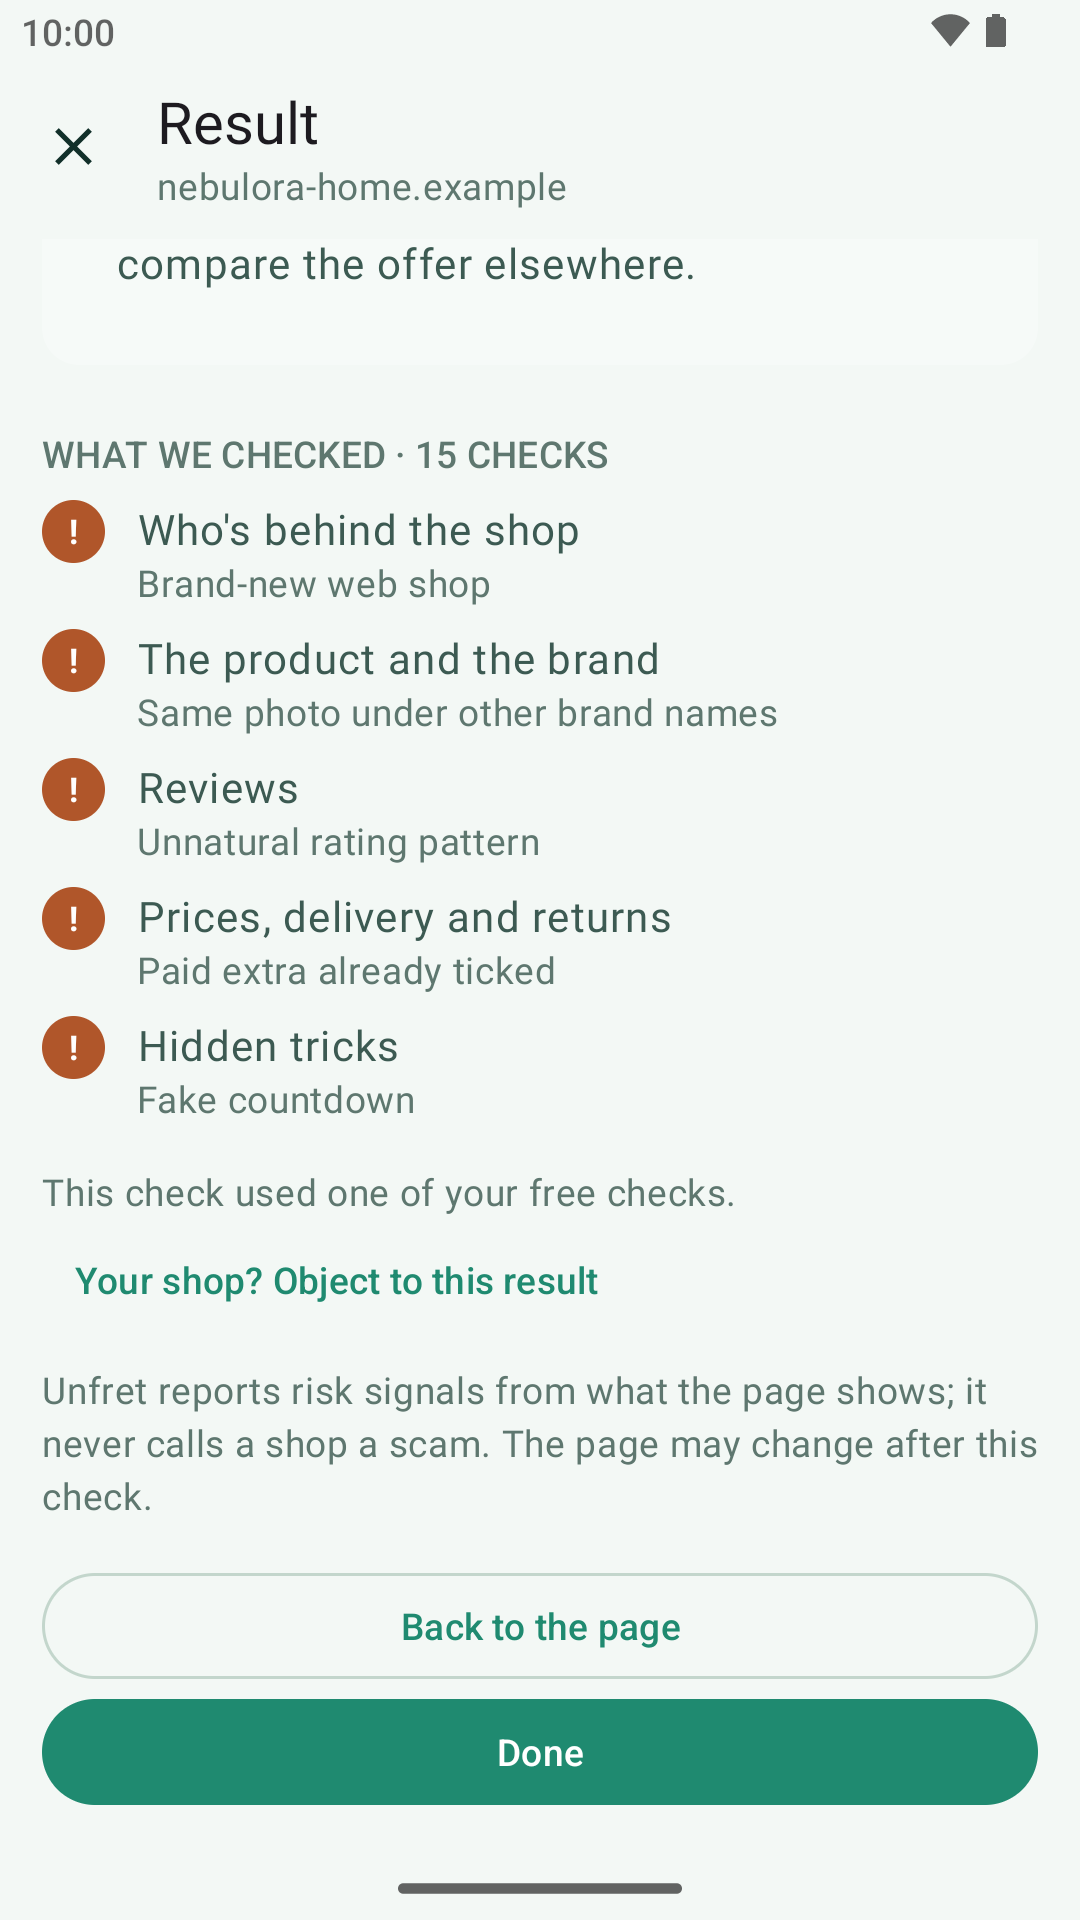 10:00
Result
nebulora-home.example
compare the offer elsewhere.
WHAT WE CHECKED · 15 CHECKS
! Who's behind the shop
Brand-new web shop
! The product and the brand
Same photo under other brand names
! Reviews
Unnatural rating pattern
! Prices, delivery and returns
Paid extra already ticked
! Hidden tricks
Fake countdown
This check used one of your free checks.
Your shop? Object to this result
Unfret reports risk signals from what the page shows; it
never calls a shop a scam. The page may change after this
check.
Back to the page
Done